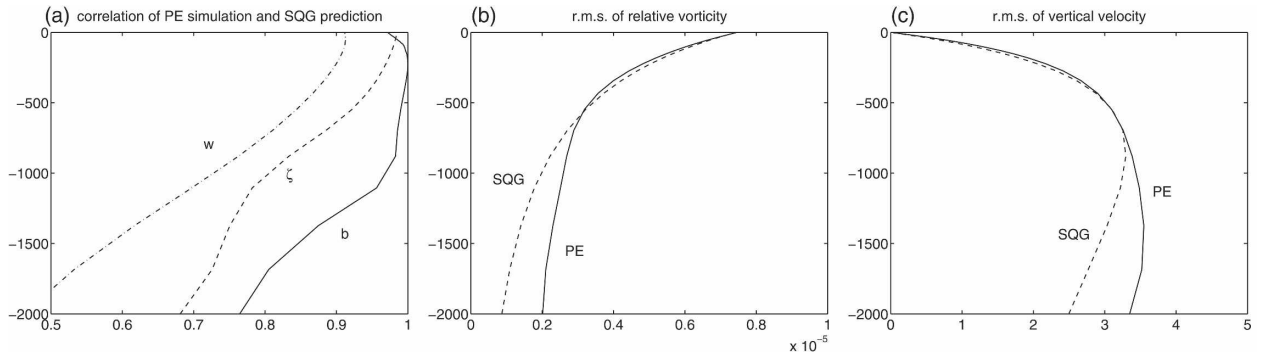 (a) correlation of PE simulation and SQG prediction
0
−500
−1000
−1500
−2000
0.5 0.6 0.7 0.8 0.9 1
w
ζ
b
(b) r.m.s. of relative vorticity
0
−500
−1000
−1500
−2000
0 0.2 0.4 0.6 0.8 1
x 10⁻⁵
SQG
PE
(c) r.m.s. of vertical velocity
0
−500
−1000
−1500
−2000
0 1 2 3 4 5
PE
SQG